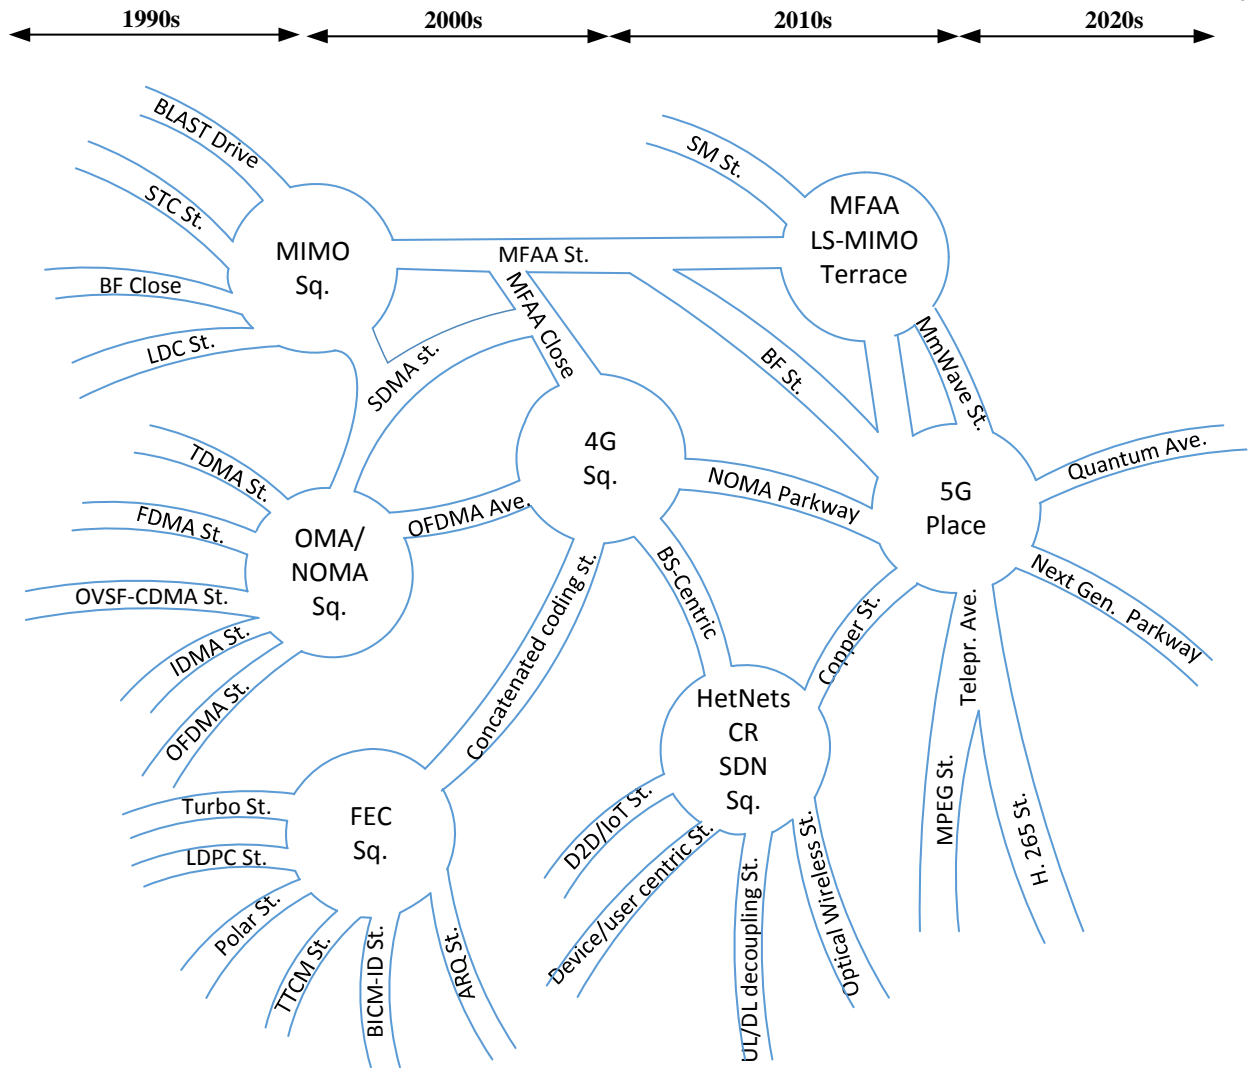 1990s
2000s
2010s
2020s
BLAST Drive
STC St.
BF Close
LDC St.
MIMO
Sq.
MFAA St.
MFAA Close
SDMA st.
SM St.
MFAA
LS-MIMO
Terrace
MmWave St.
BF St.
TDMA St.
FDMA St.
OVSF-CDMA St.
IDMA St.
OFDMA St.
OMA/
NOMA
Sq.
OFDMA Ave.
4G
Sq.
NOMA Parkway
5G
Place
Quantum Ave.
Next Gen. Parkway
Concatenated coding st.
BS-Centric
Copper St.
Telepr. Ave.
MPEG St.
H. 265 St.
HetNets
CR
SDN
Sq.
D2D/IoT St.
Device/user centric St.
UL/DL decoupling St.
Optical Wireless St.
Turbo St.
LDPC St.
Polar St.
TTCM St.
BICM-ID St.
ARQ St.
FEC
Sq.